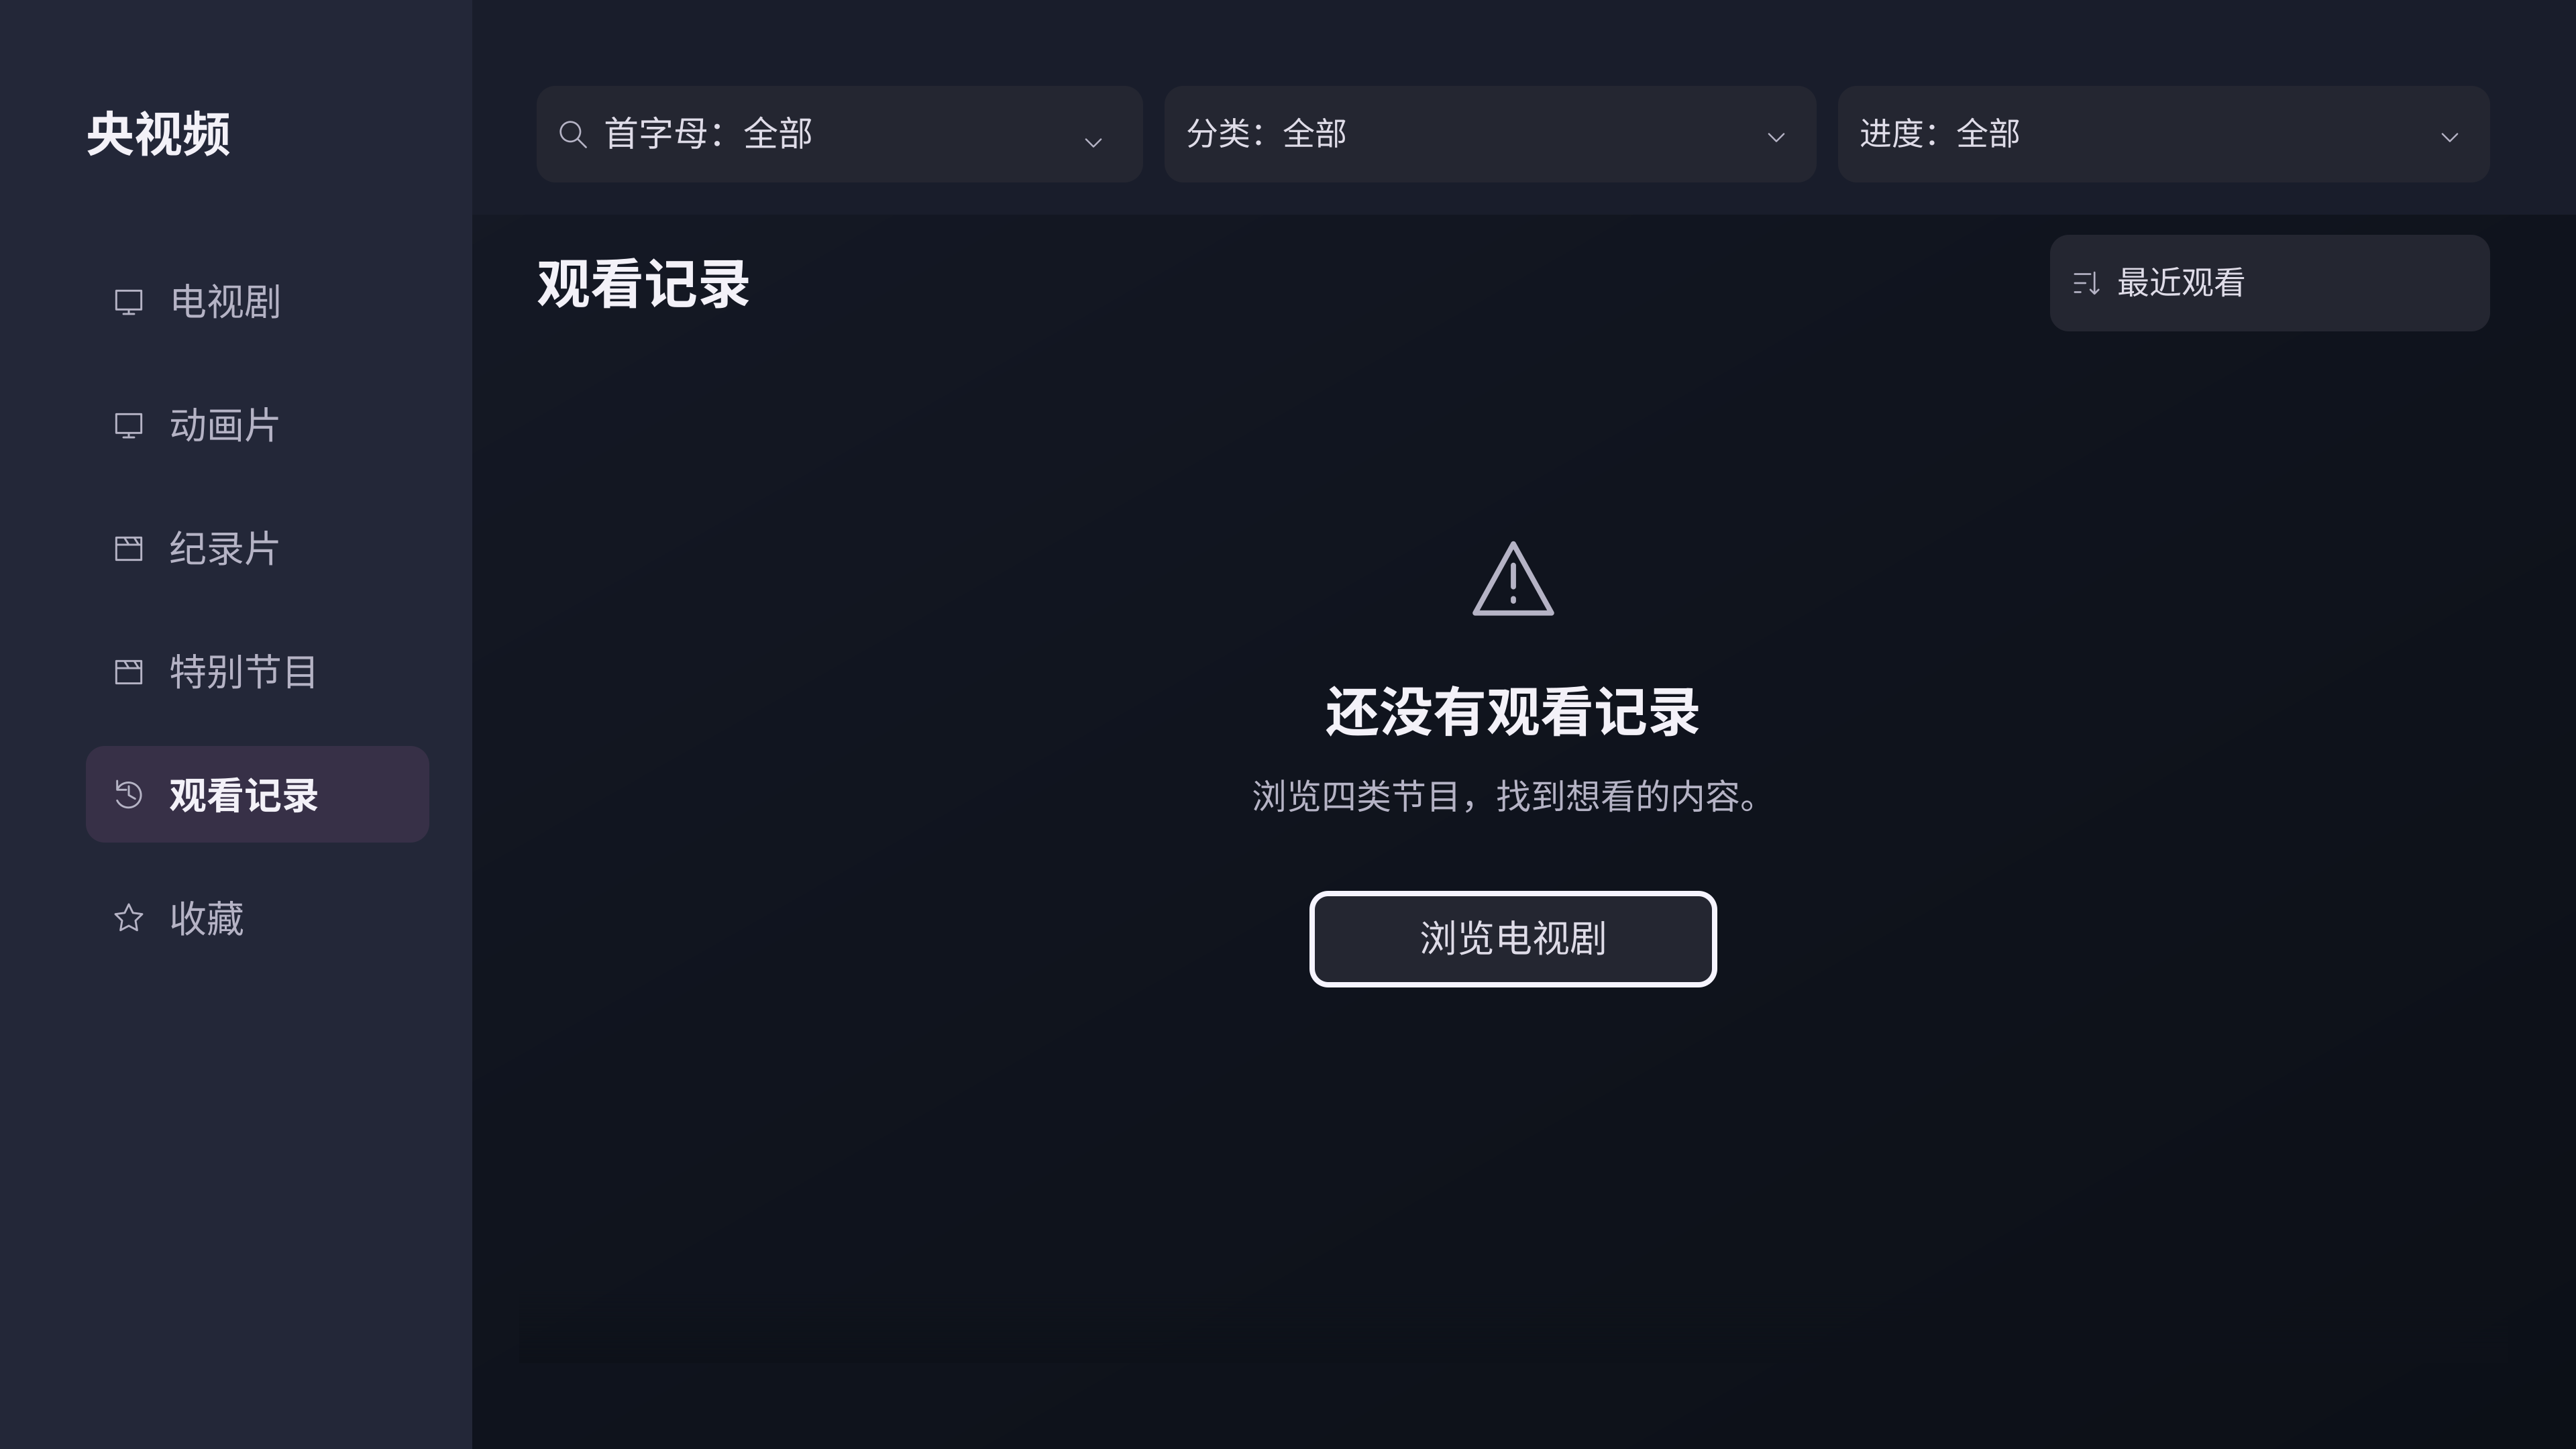 央视频
电视剧
动画片
纪录片
特别节目
观看记录
收藏
首字母：全部
分类：全部
进度：全部
观看记录
最近观看
还没有观看记录
浏览四类节目，找到想看的内容。
浏览电视剧